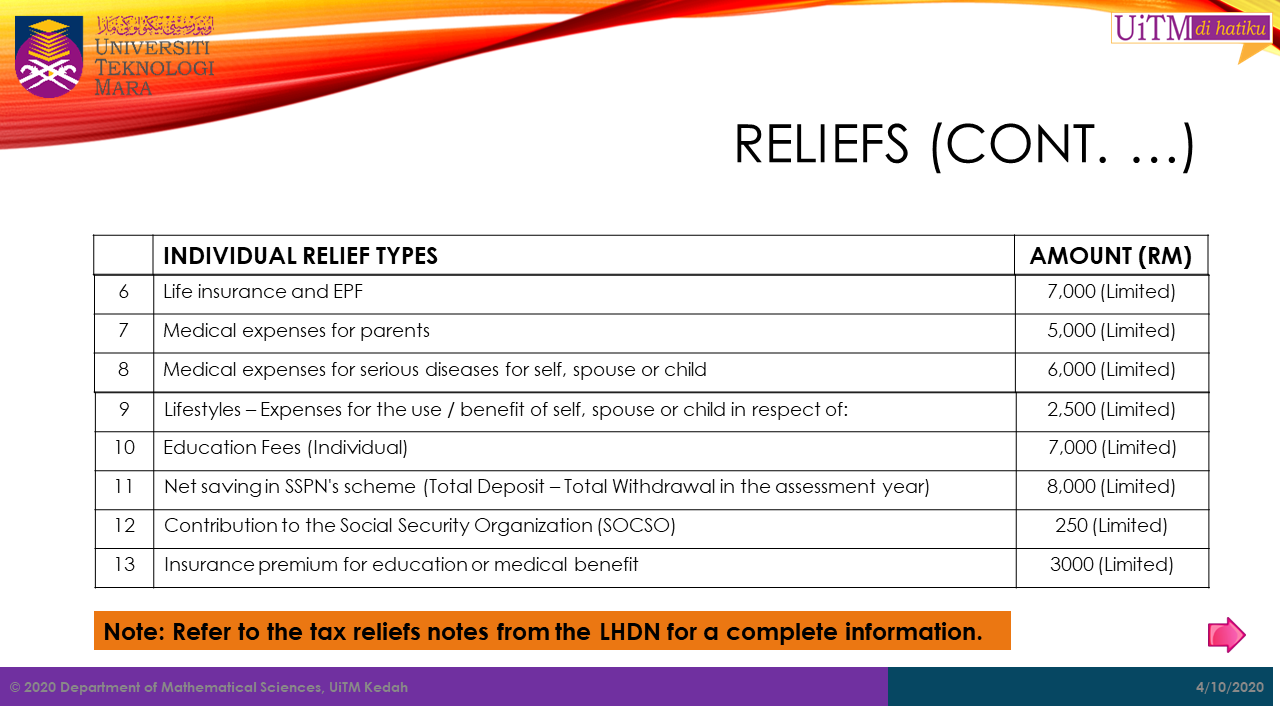 UNIVERSITI
TEKNOLOGI
MARA
UiTM di hatiku
RELIEFS (CONT. …)
INDIVIDUAL RELIEF TYPES AMOUNT (RM)
6 Life insurance and EPF 7,000 (Limited)
7 Medical expenses for parents 5,000 (Limited)
8 Medical expenses for serious diseases for self, spouse or child 6,000 (Limited)
9 Lifestyles – Expenses for the use / benefit of self, spouse or child in respect of: 2,500 (Limited)
10 Education Fees (Individual) 7,000 (Limited)
11 Net saving in SSPN's scheme (Total Deposit – Total Withdrawal in the assessment year) 8,000 (Limited)
12 Contribution to the Social Security Organization (SOCSO) 250 (Limited)
13 Insurance premium for education or medical benefit 3000 (Limited)
Note: Refer to the tax reliefs notes from the LHDN for a complete information.
© 2020 Department of Mathematical Sciences, UiTM Kedah 4/10/2020